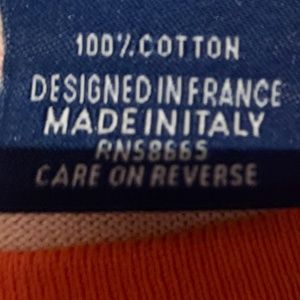 100% COTTON
DESIGNED IN FRANCE
MADE IN ITALY
RN58665
CARE ON REVERSE